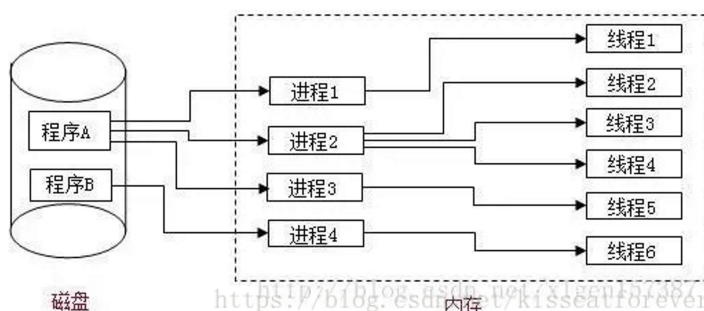 线程1
线程2
进程1
线程3
程序A
进程2
线程4
程序B
进程3
线程5
进程4
线程6
磁盘
内存
https://blog.csdn.net/kisscatforever